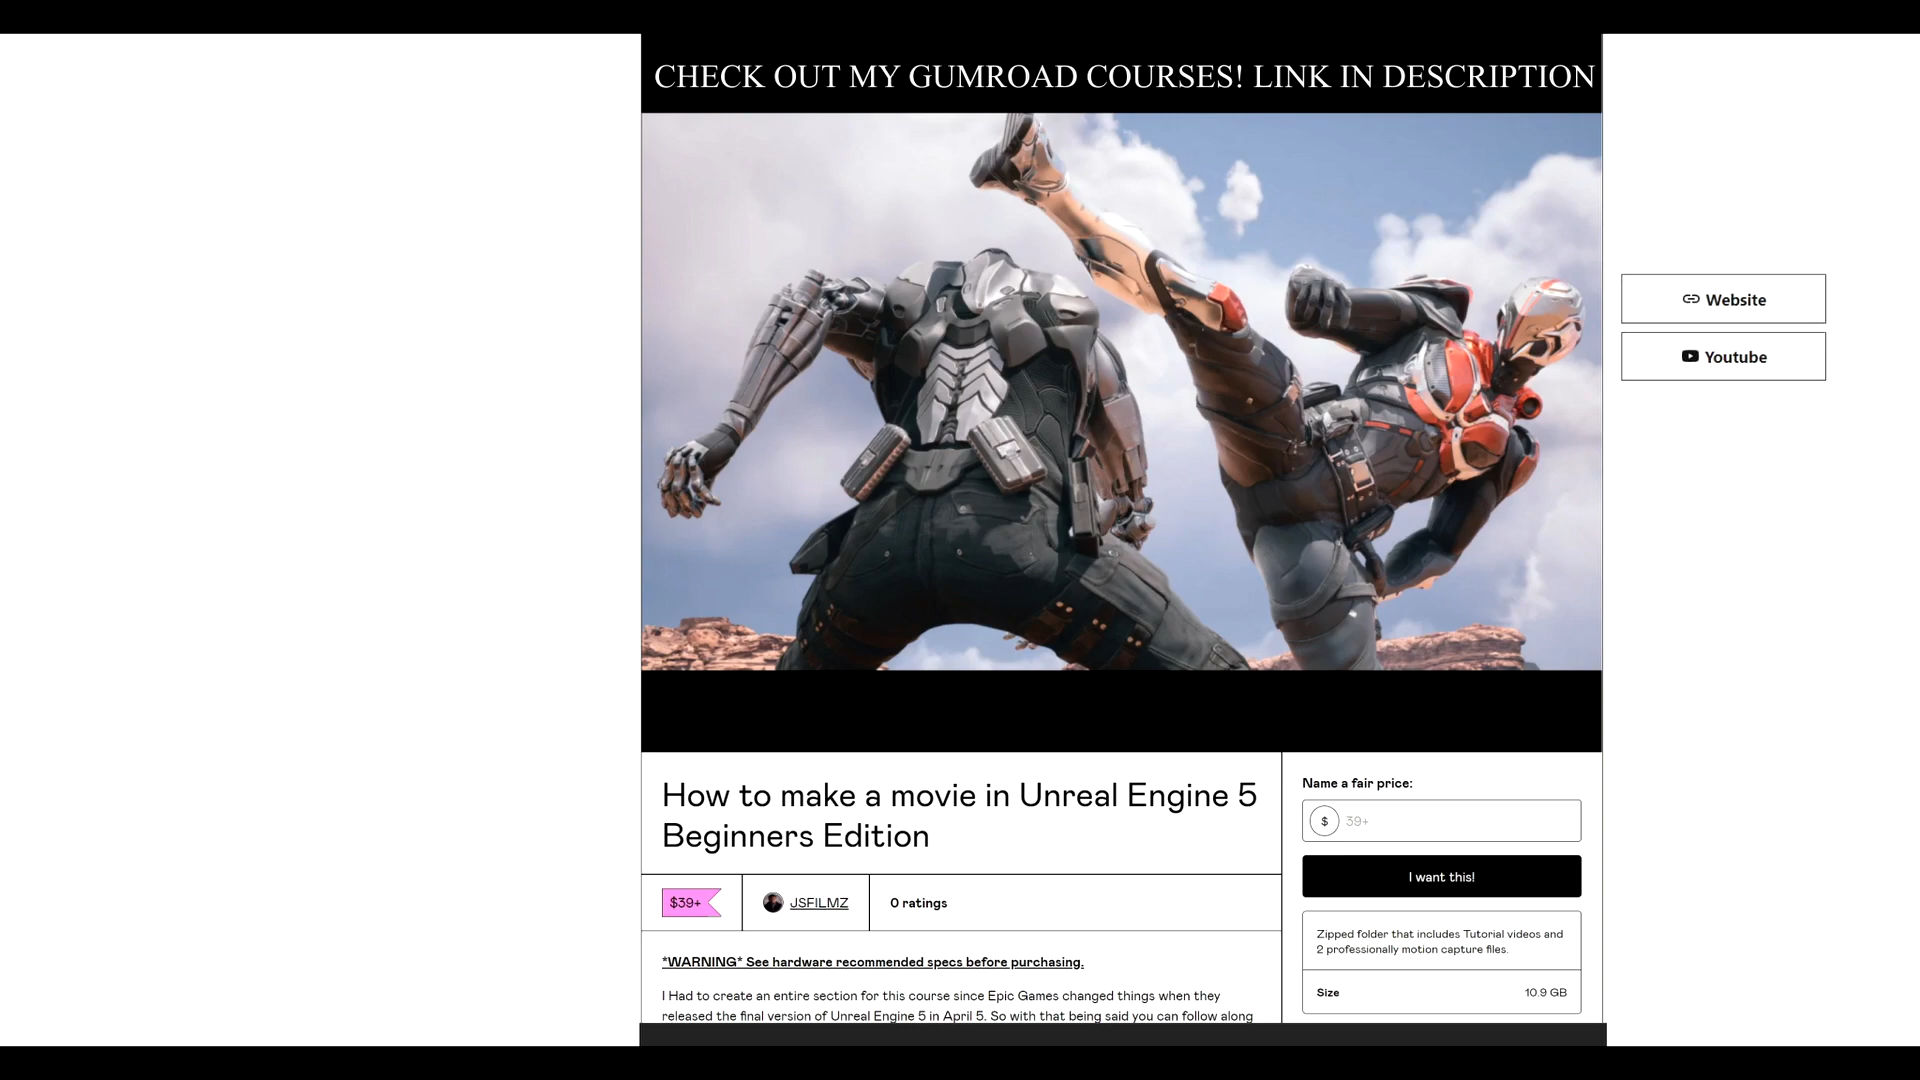 CHECK OUT MY GUMROAD COURSES! LINK IN DESCRIPTION
Website
Youtube
How to make a movie in Unreal Engine 5
Beginners Edition
$39+
JSFILMZ
0 ratings
*WARNING* See hardware recommended specs before purchasing.
I Had to create an entire section for this course since Epic Games changed things when they
released the final version of Unreal Engine 5 in April 5. So with that being said you can follow along
Name a fair price:
$ 39+
I want this!
Zipped folder that includes Tutorial videos and
2 professionally motion capture files.
Size 10.9 GB